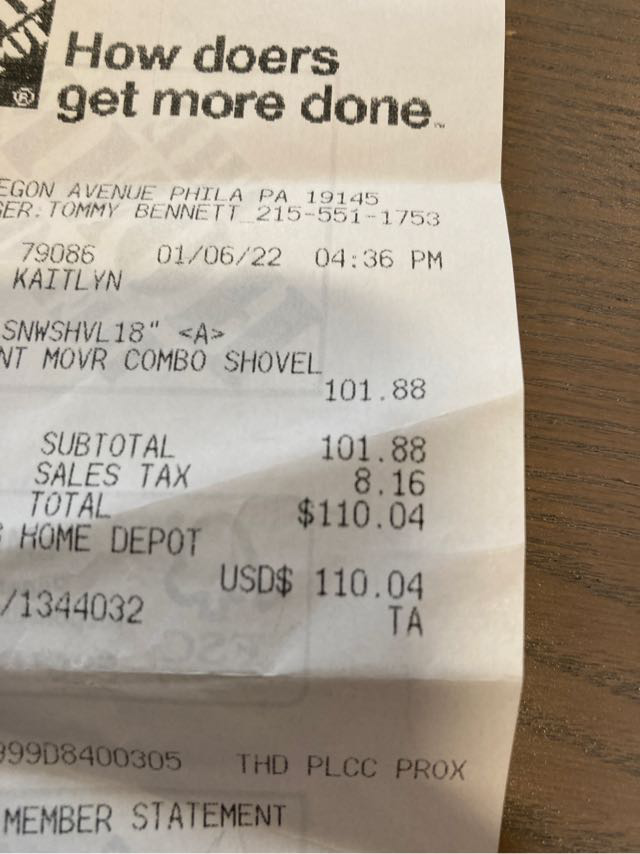 How doers
get more done™
EGON AVENUE PHILA PA 19145
GER: TOMMY BENNETT 215-551-1753
79086 01/06/22 04:36 PM
KAITLYN
SNWSHVL18" <A>
NT MOVR COMBO SHOVEL
101.88
SUBTOTAL 101.88
SALES TAX 8.16
TOTAL $110.04
HOME DEPOT
USD$ 110.04
/1344032 TA
999D8400305 THD PLCC PROX
MEMBER STATEMENT